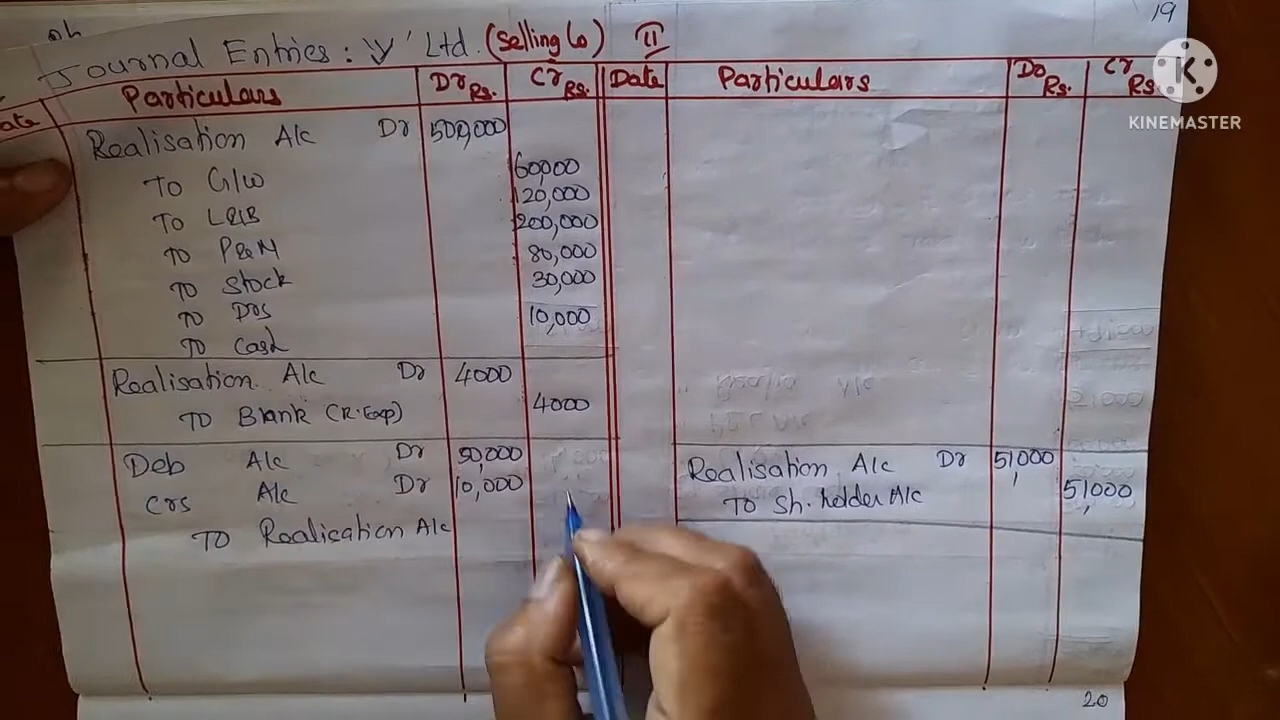 19
Journal Entries: 'V' Ltd. (Selling Co) II
Date Particulars Dr Rs. Cr Rs. Date Particulars Dr Rs. Cr Rs.
K
KINEMASTER
Realisation A/c Dr 500,000
To G/w 60,000
To L&B 120,000
To P&M 200,000
To Stock 80,000
To Drs 30,000
To Cash 10,000
Realisation A/c Dr 4000
To Bank (R.Exp) 4000
Deb A/c Dr 50,000
Crs A/c Dr 10,000
To Realisation A/c
Realisation A/c Dr 51,000
To Sh.holder A/c 51,000
20